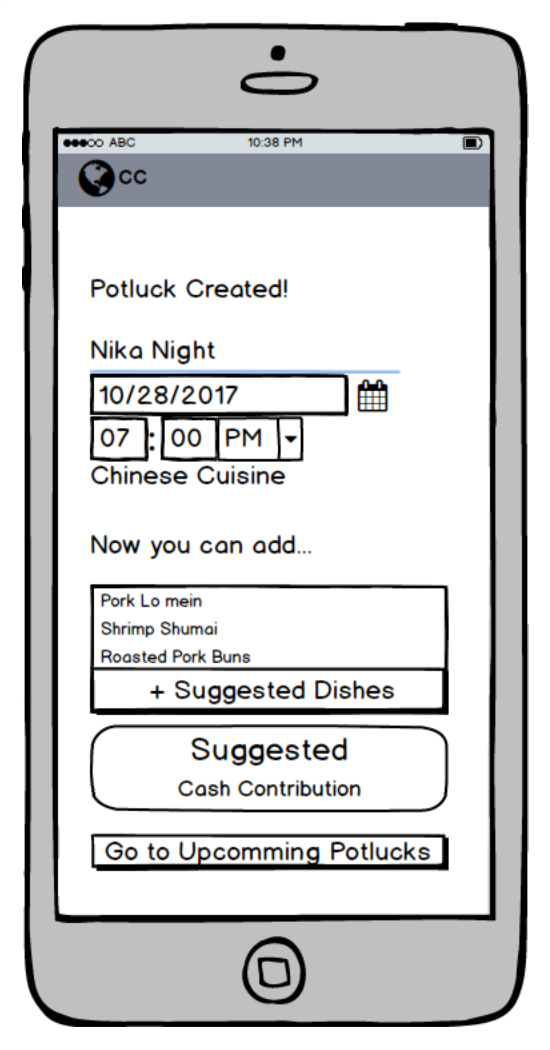 ABC 10:38 PM
CC
Potluck Created!
Nika Night
10/28/2017
07 : 00 PM
Chinese Cuisine
Now you can add...
Pork Lo mein
Shrimp Shumai
Roasted Pork Buns
+ Suggested Dishes
Suggested
Cash Contribution
Go to Upcomming Potlucks